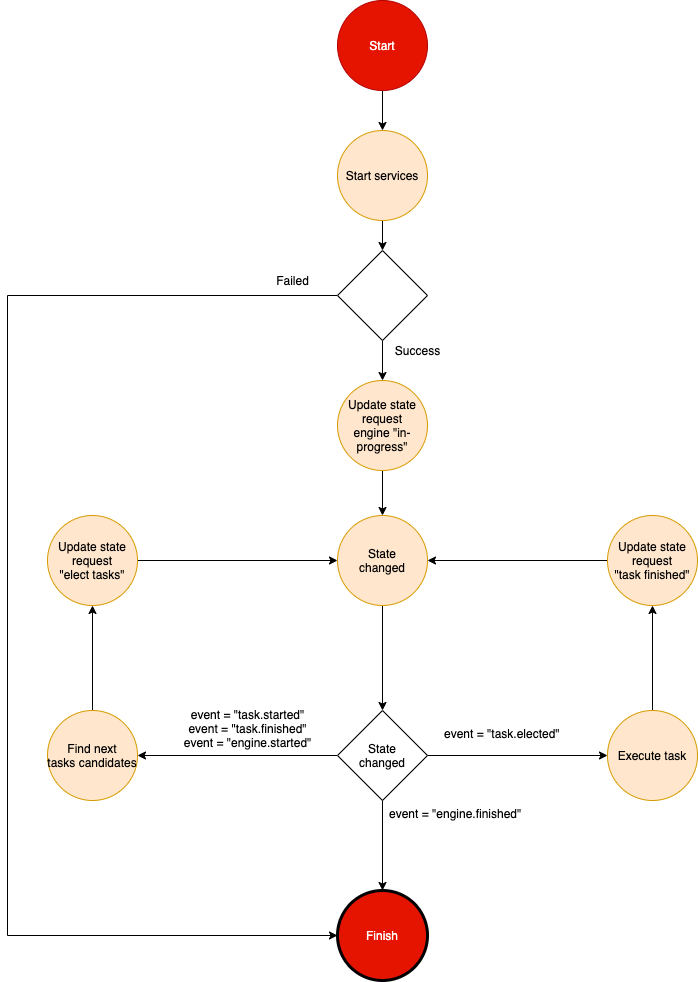 Start
Start services
Failed
Success
Update state
request
engine "in-
progress"
Update state
request
"elect tasks"
State
changed
Update state
request
"task finished"
event = "task.started"
event = "task.finished"
event = "engine.started"
Find next
tasks candidates
State
changed
event = "task.elected"
Execute task
event = "engine.finished"
Finish